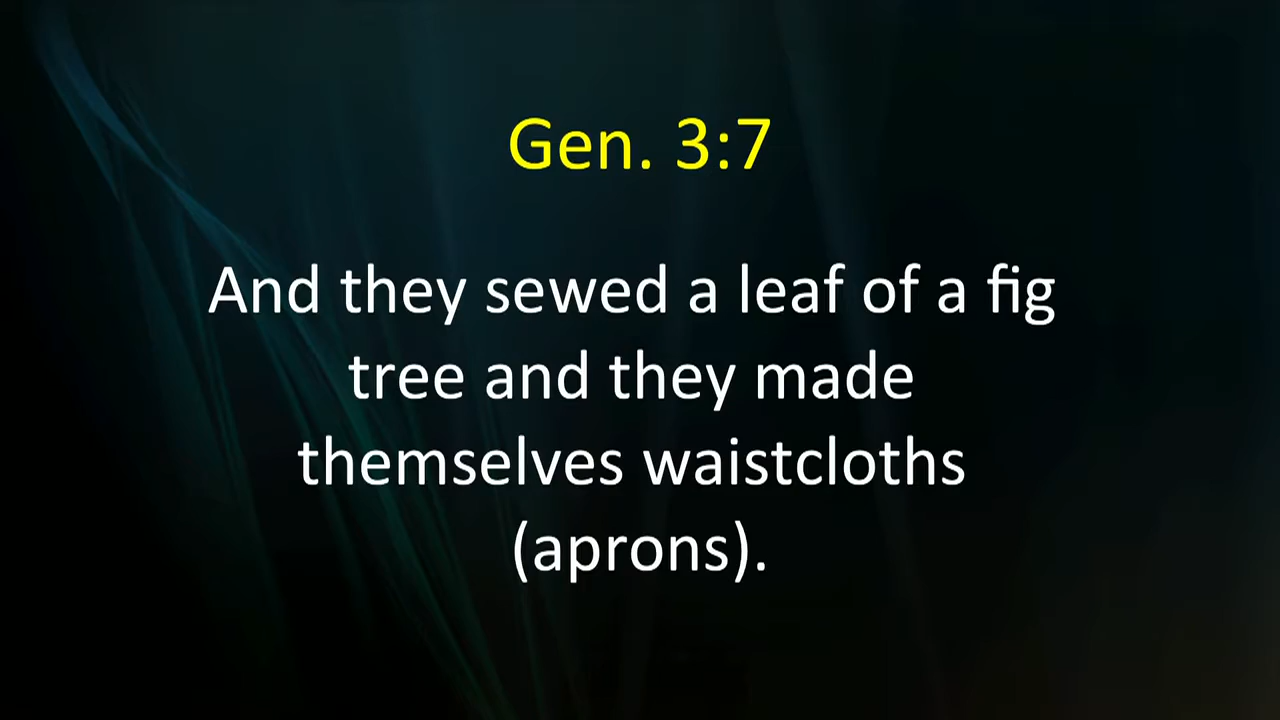 Gen. 3:7
And they sewed a leaf of a fig
tree and they made
themselves waistcloths
(aprons).